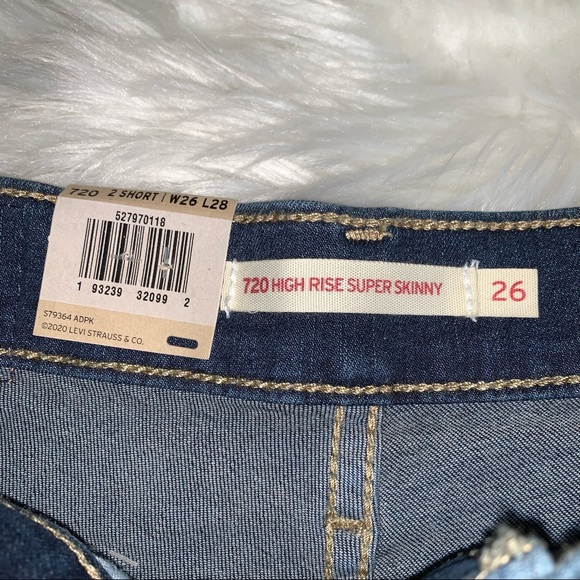 720 2 SHORT | W26 L28
527970118
1 93239 32099 2
S79364 ADPK
©2020 LEVI STRAUSS & CO.
720 HIGH RISE SUPER SKINNY
26